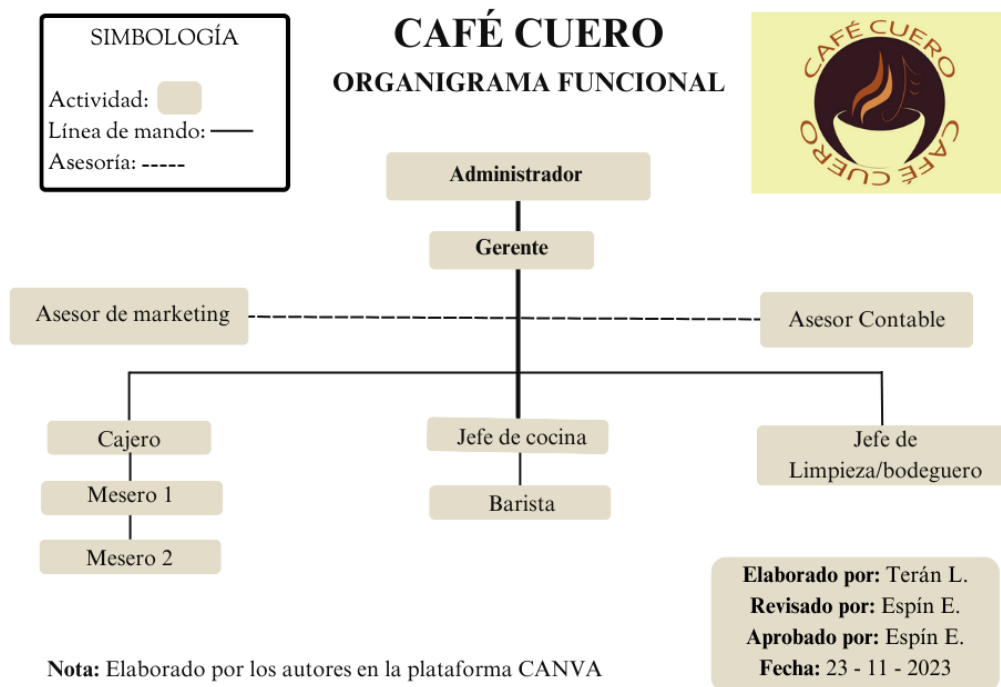 SIMBOLOGÍA
Actividad:
Línea de mando:
Asesoría: -----
CAFÉ CUERO
ORGANIGRAMA FUNCIONAL
CAFÉ CUERO
CAFÉ CUERO
Administrador
Gerente
Asesor de marketing
Asesor Contable
Cajero
Jefe de cocina
Jefe de
Limpieza/bodeguero
Mesero 1
Barista
Mesero 2
Elaborado por: Terán L.
Revisado por: Espín E.
Aprobado por: Espín E.
Fecha: 23 - 11 - 2023
Nota: Elaborado por los autores en la plataforma CANVA